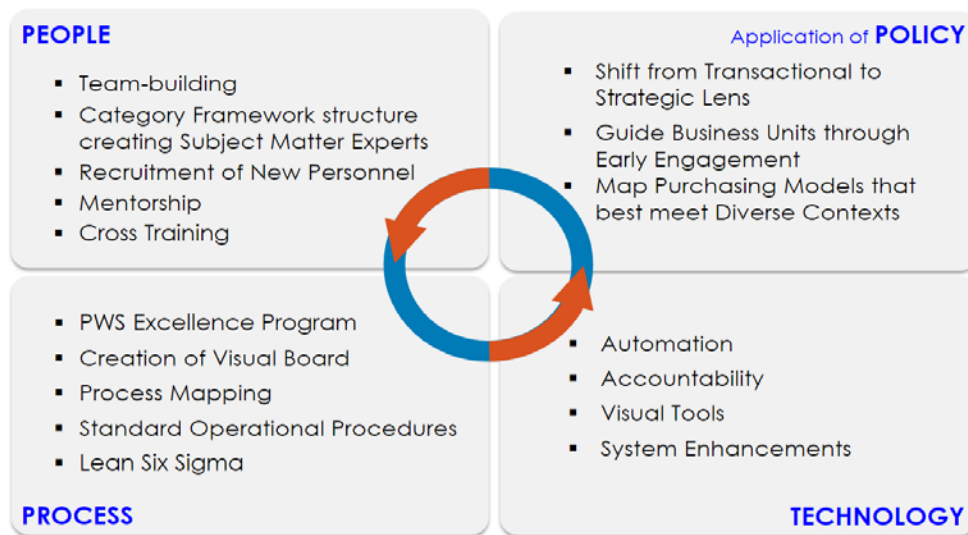 PEOPLE
▪ Team-building
▪ Category Framework structure
creating Subject Matter Experts
▪ Recruitment of New Personnel
▪ Mentorship
▪ Cross Training
Application of POLICY
▪ Shift from Transactional to
Strategic Lens
▪ Guide Business Units through
Early Engagement
▪ Map Purchasing Models that
best meet Diverse Contexts
▪ PWS Excellence Program
▪ Creation of Visual Board
▪ Process Mapping
▪ Standard Operational Procedures
▪ Lean Six Sigma
PROCESS
▪ Automation
▪ Accountability
▪ Visual Tools
▪ System Enhancements
TECHNOLOGY